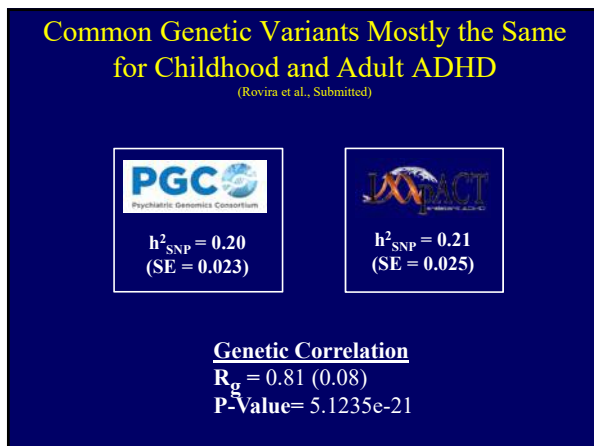 Common Genetic Variants Mostly the Same
for Childhood and Adult ADHD
(Rovira et al., Submitted)
PGC
Psychiatric Genomics Consortium
h²SNP = 0.20
(SE = 0.023)
IMpACT
h²SNP = 0.21
(SE = 0.025)
Genetic Correlation
Rg = 0.81 (0.08)
P-Value= 5.1235e-21